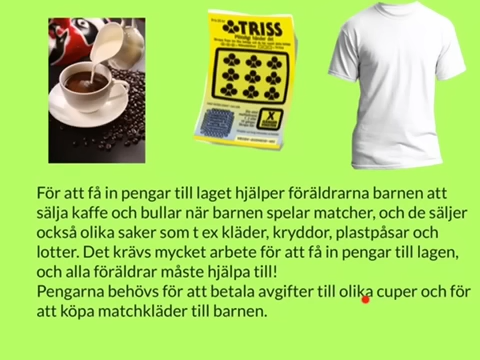 TRISS
För att få in pengar till laget hjälper föräldrarna barnen att
sälja kaffe och bullar när barnen spelar matcher, och de säljer
också olika saker som t ex kläder, kryddor, plastpåsar och
lotter. Det krävs mycket arbete för att få in pengar till lagen,
och alla föräldrar måste hjälpa till!
Pengarna behövs för att betala avgifter till olika cuper och för
att köpa matchkläder till barnen.